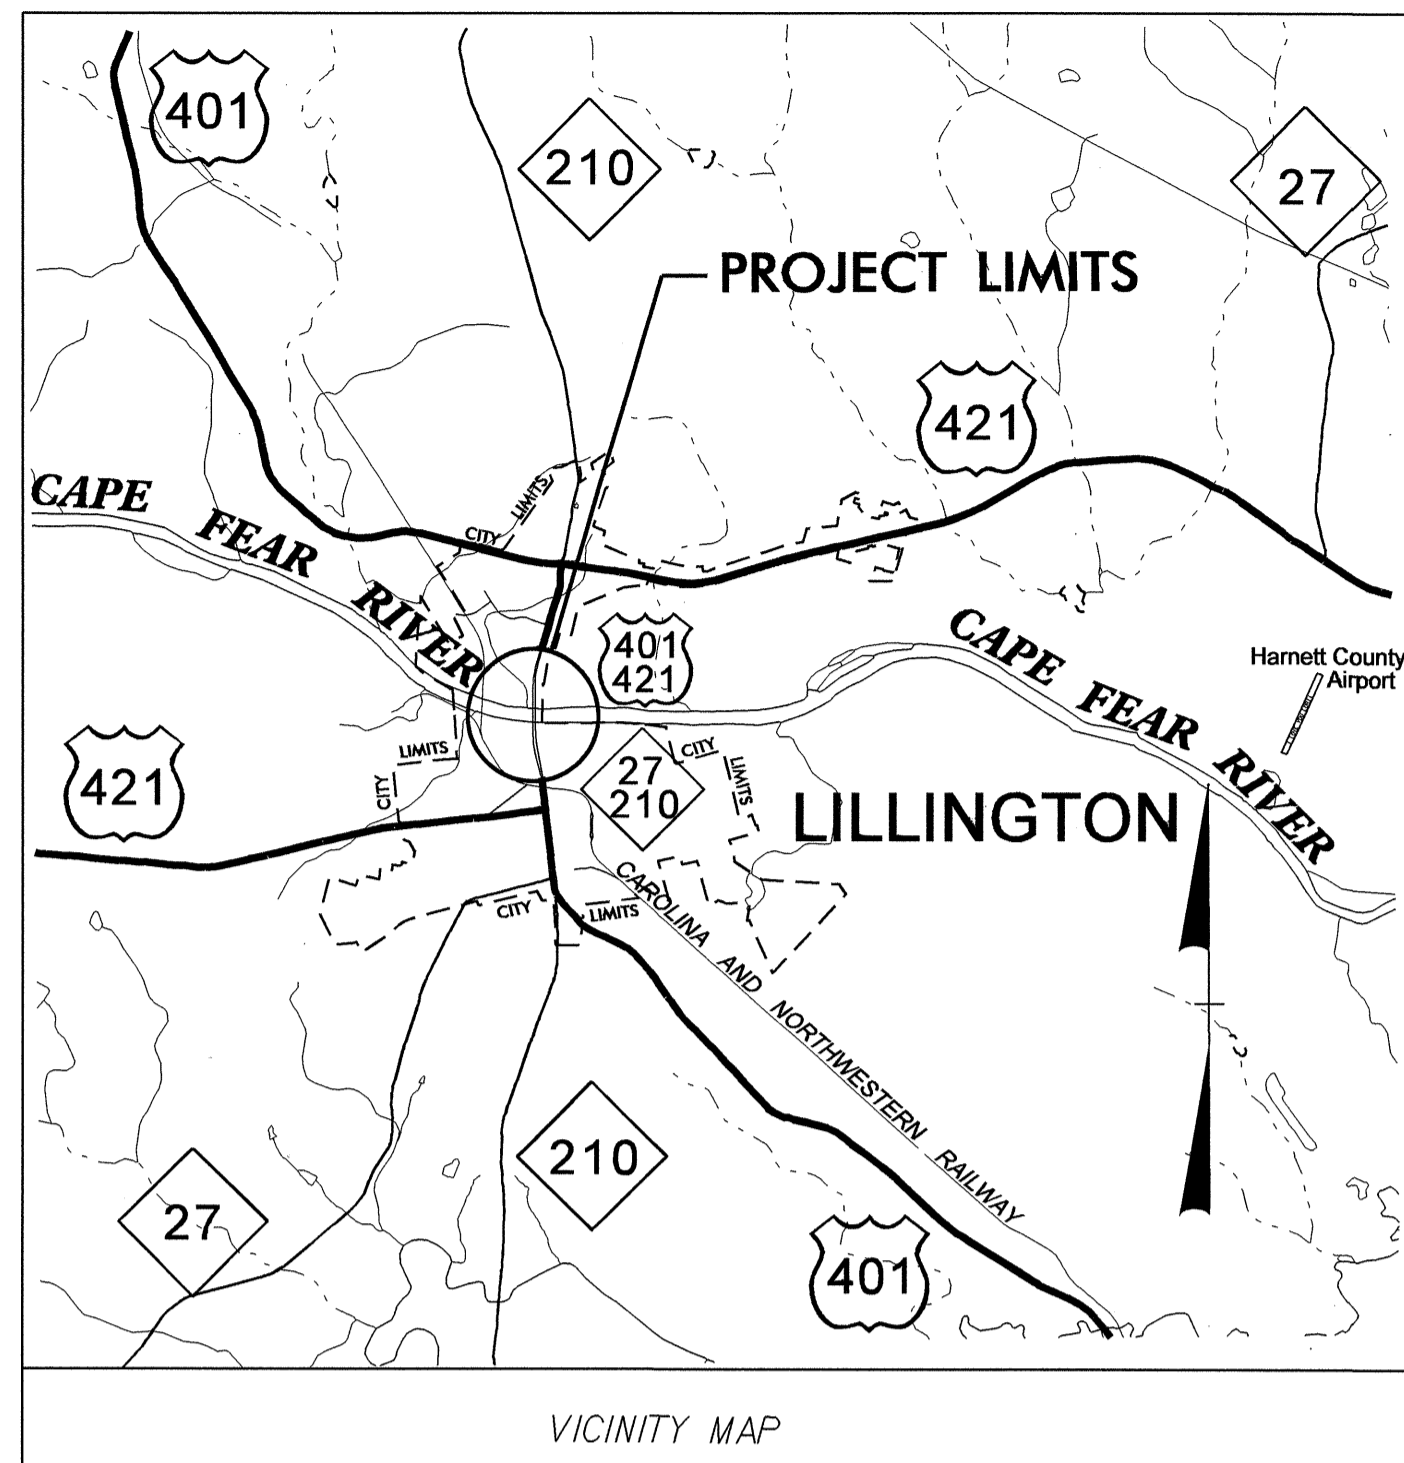 401
210
27
PROJECT LIMITS
421
CAPE FEAR RIVER
CITY LIMITS
401
421
CAPE FEAR RIVER
Harnett County
Airport
421
CITY LIMITS
27
210
CITY LIMITS
LILLINGTON
CITY LIMITS
CAROLINA AND NORTHWESTERN RAILWAY
210
27
401
VICINITY MAP